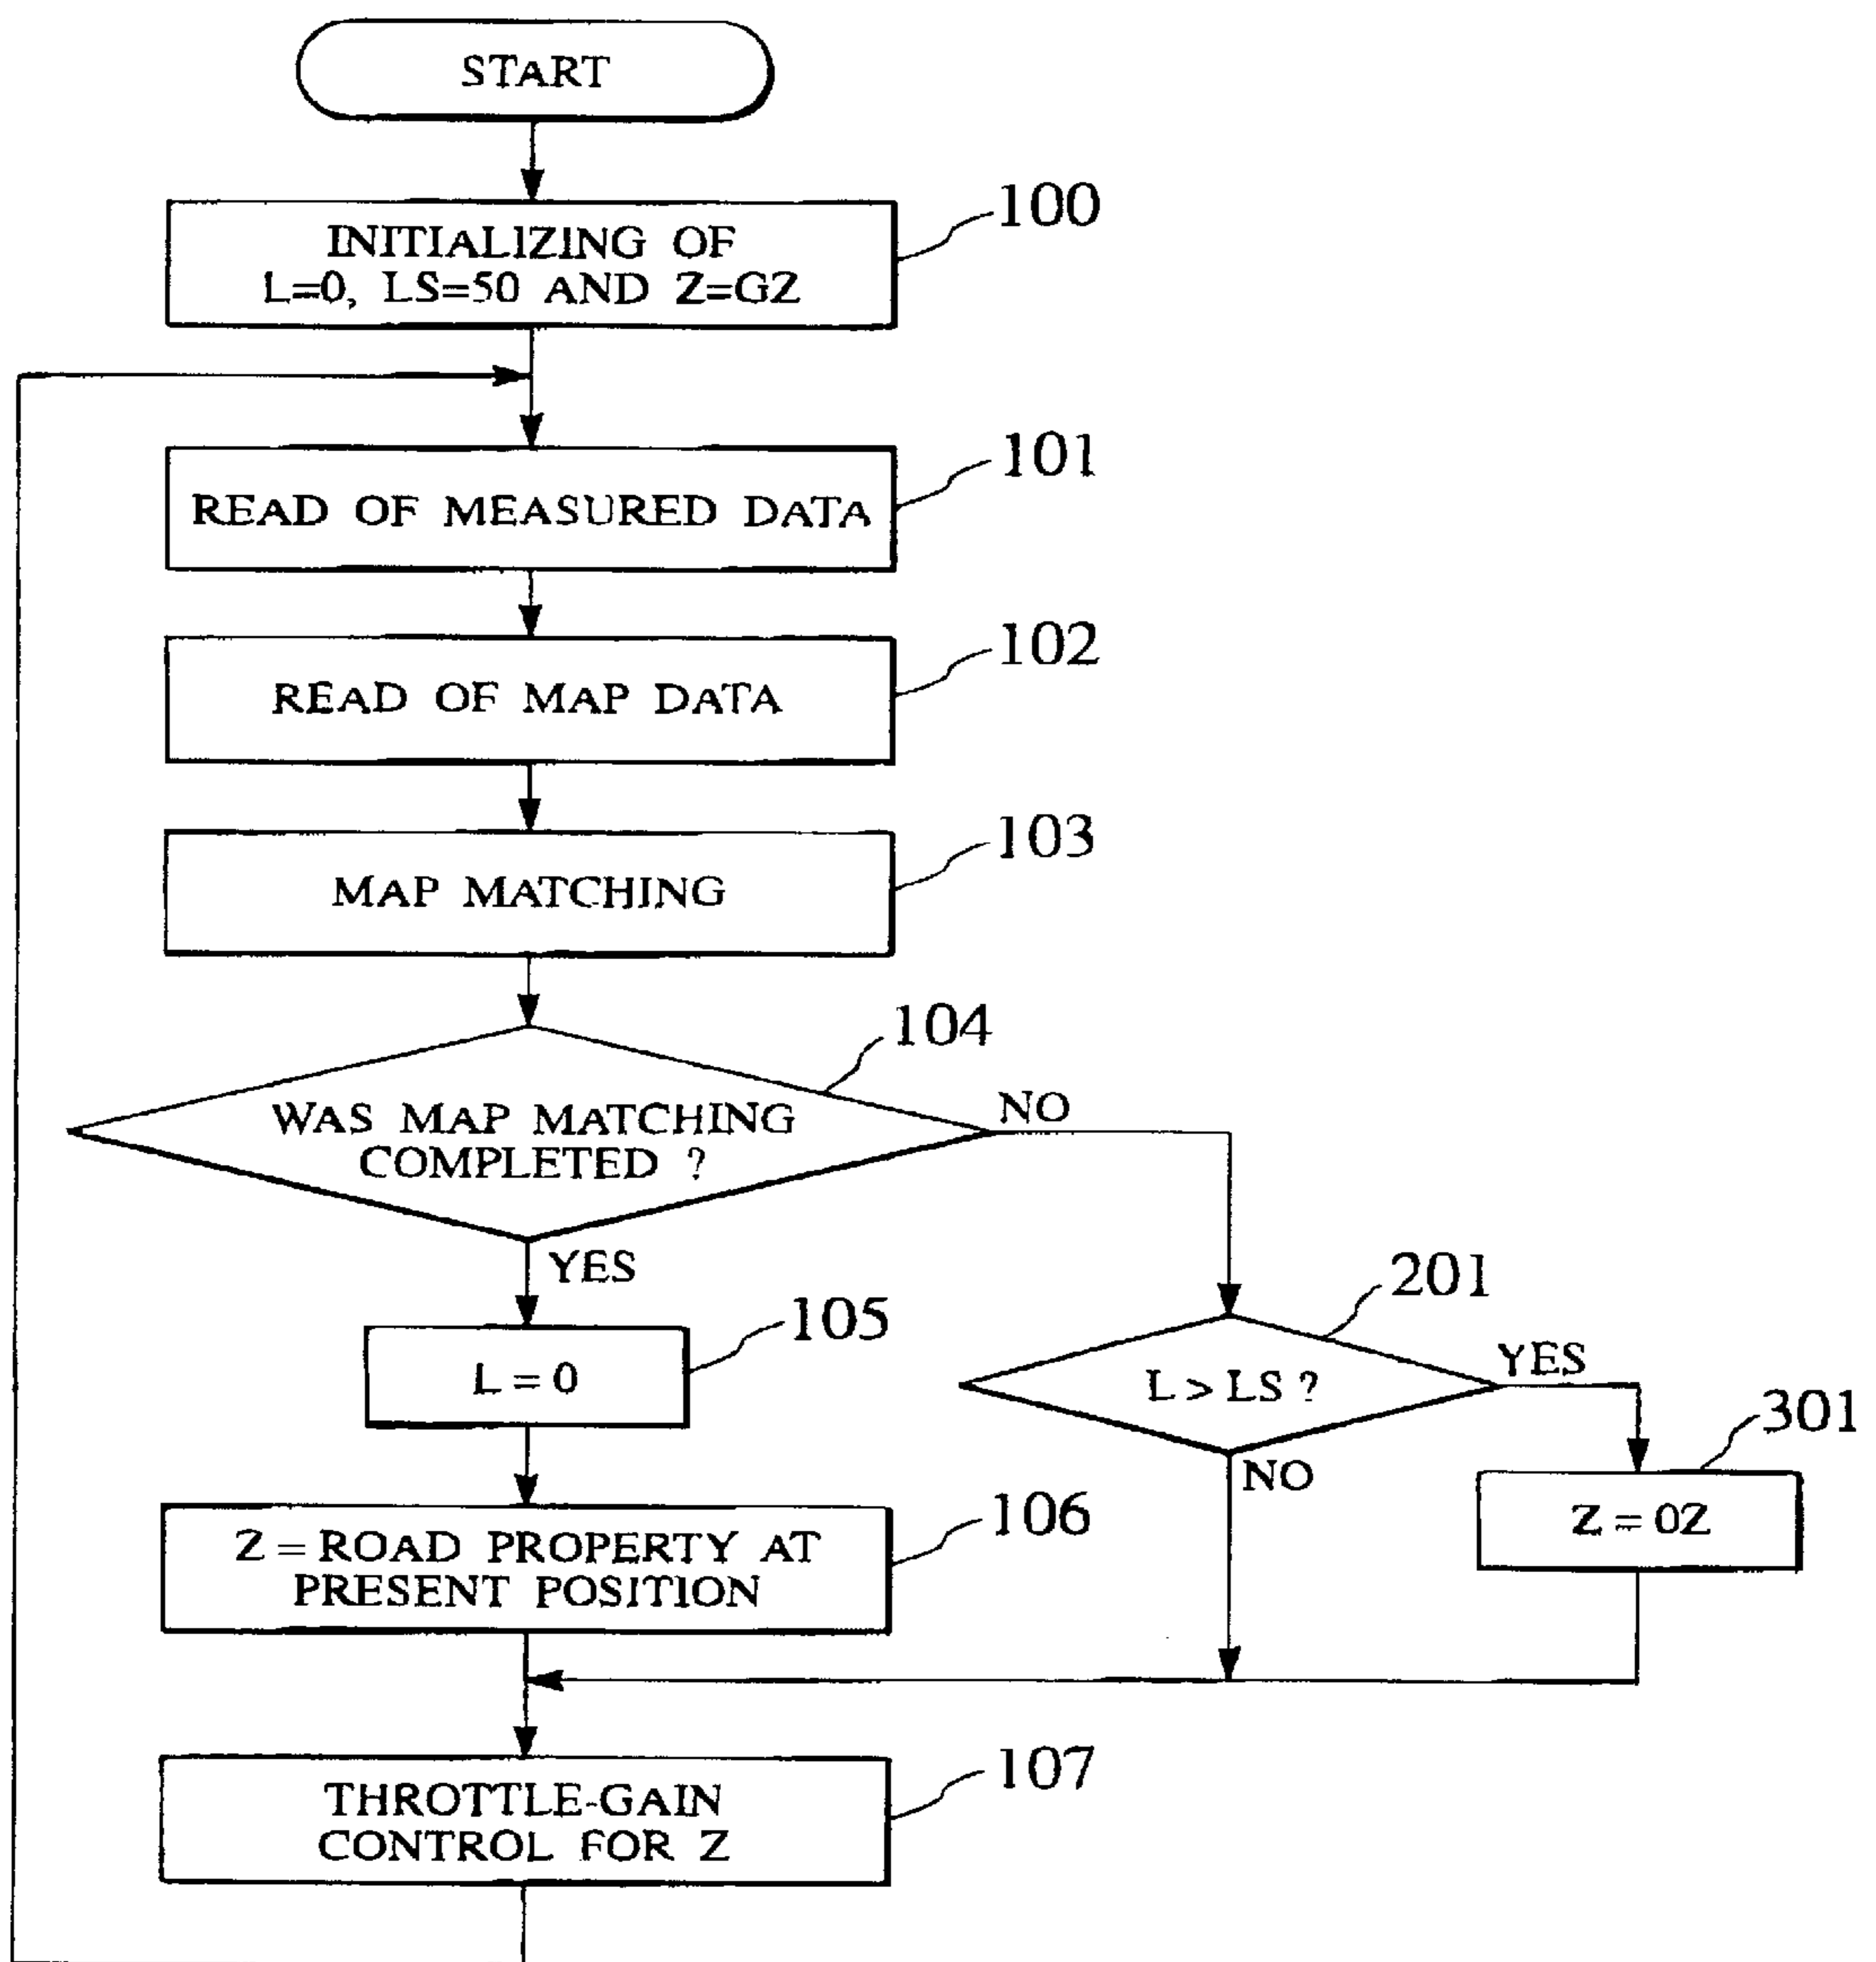 START
100
INITIALIZING OF
L=0, LS=50 AND Z=GZ
101
READ OF MEASURED DATA
102
READ OF MAP DATA
103
MAP MATCHING
104
WAS MAP MATCHING
COMPLETED ?
NO
YES
105
L = 0
201
L > LS ?
YES
NO
301
Z = 0Z
106
Z = ROAD PROPERTY AT
PRESENT POSITION
107
THROTTLE-GAIN
CONTROL FOR Z